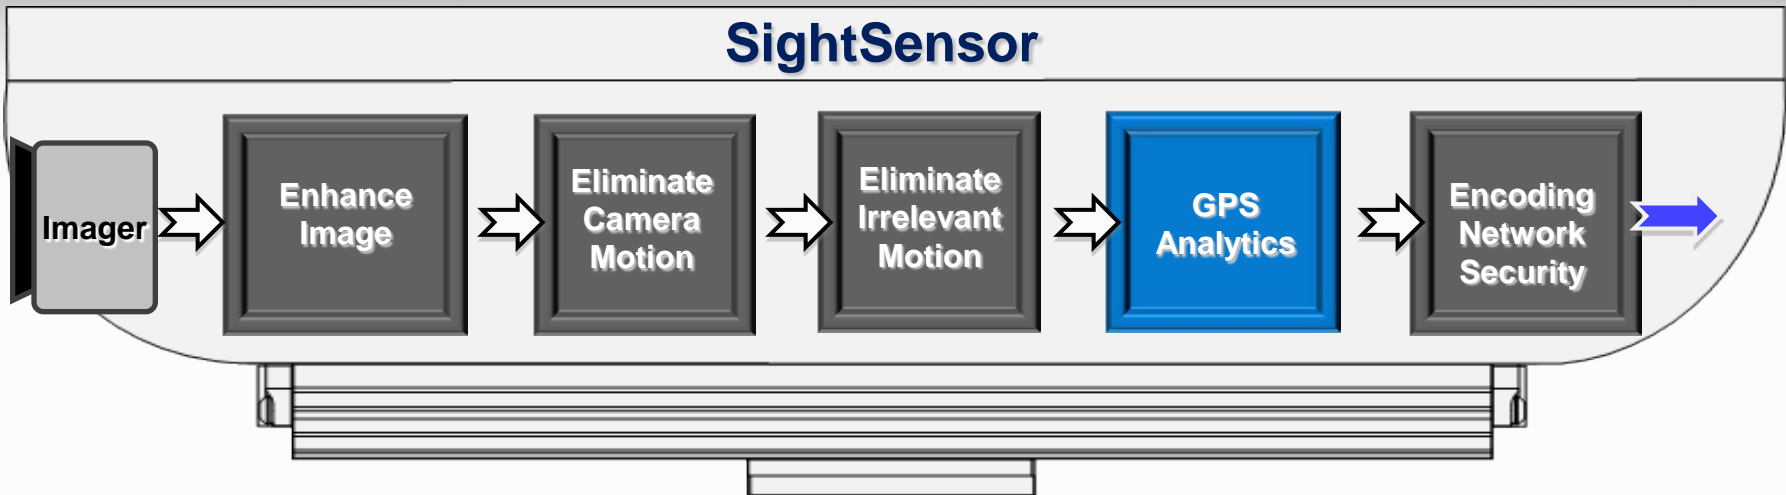 SightSensor
Imager
Enhance
Image
Eliminate
Camera
Motion
Eliminate
Irrelevant
Motion
GPS
Analytics
Encoding
Network
Security